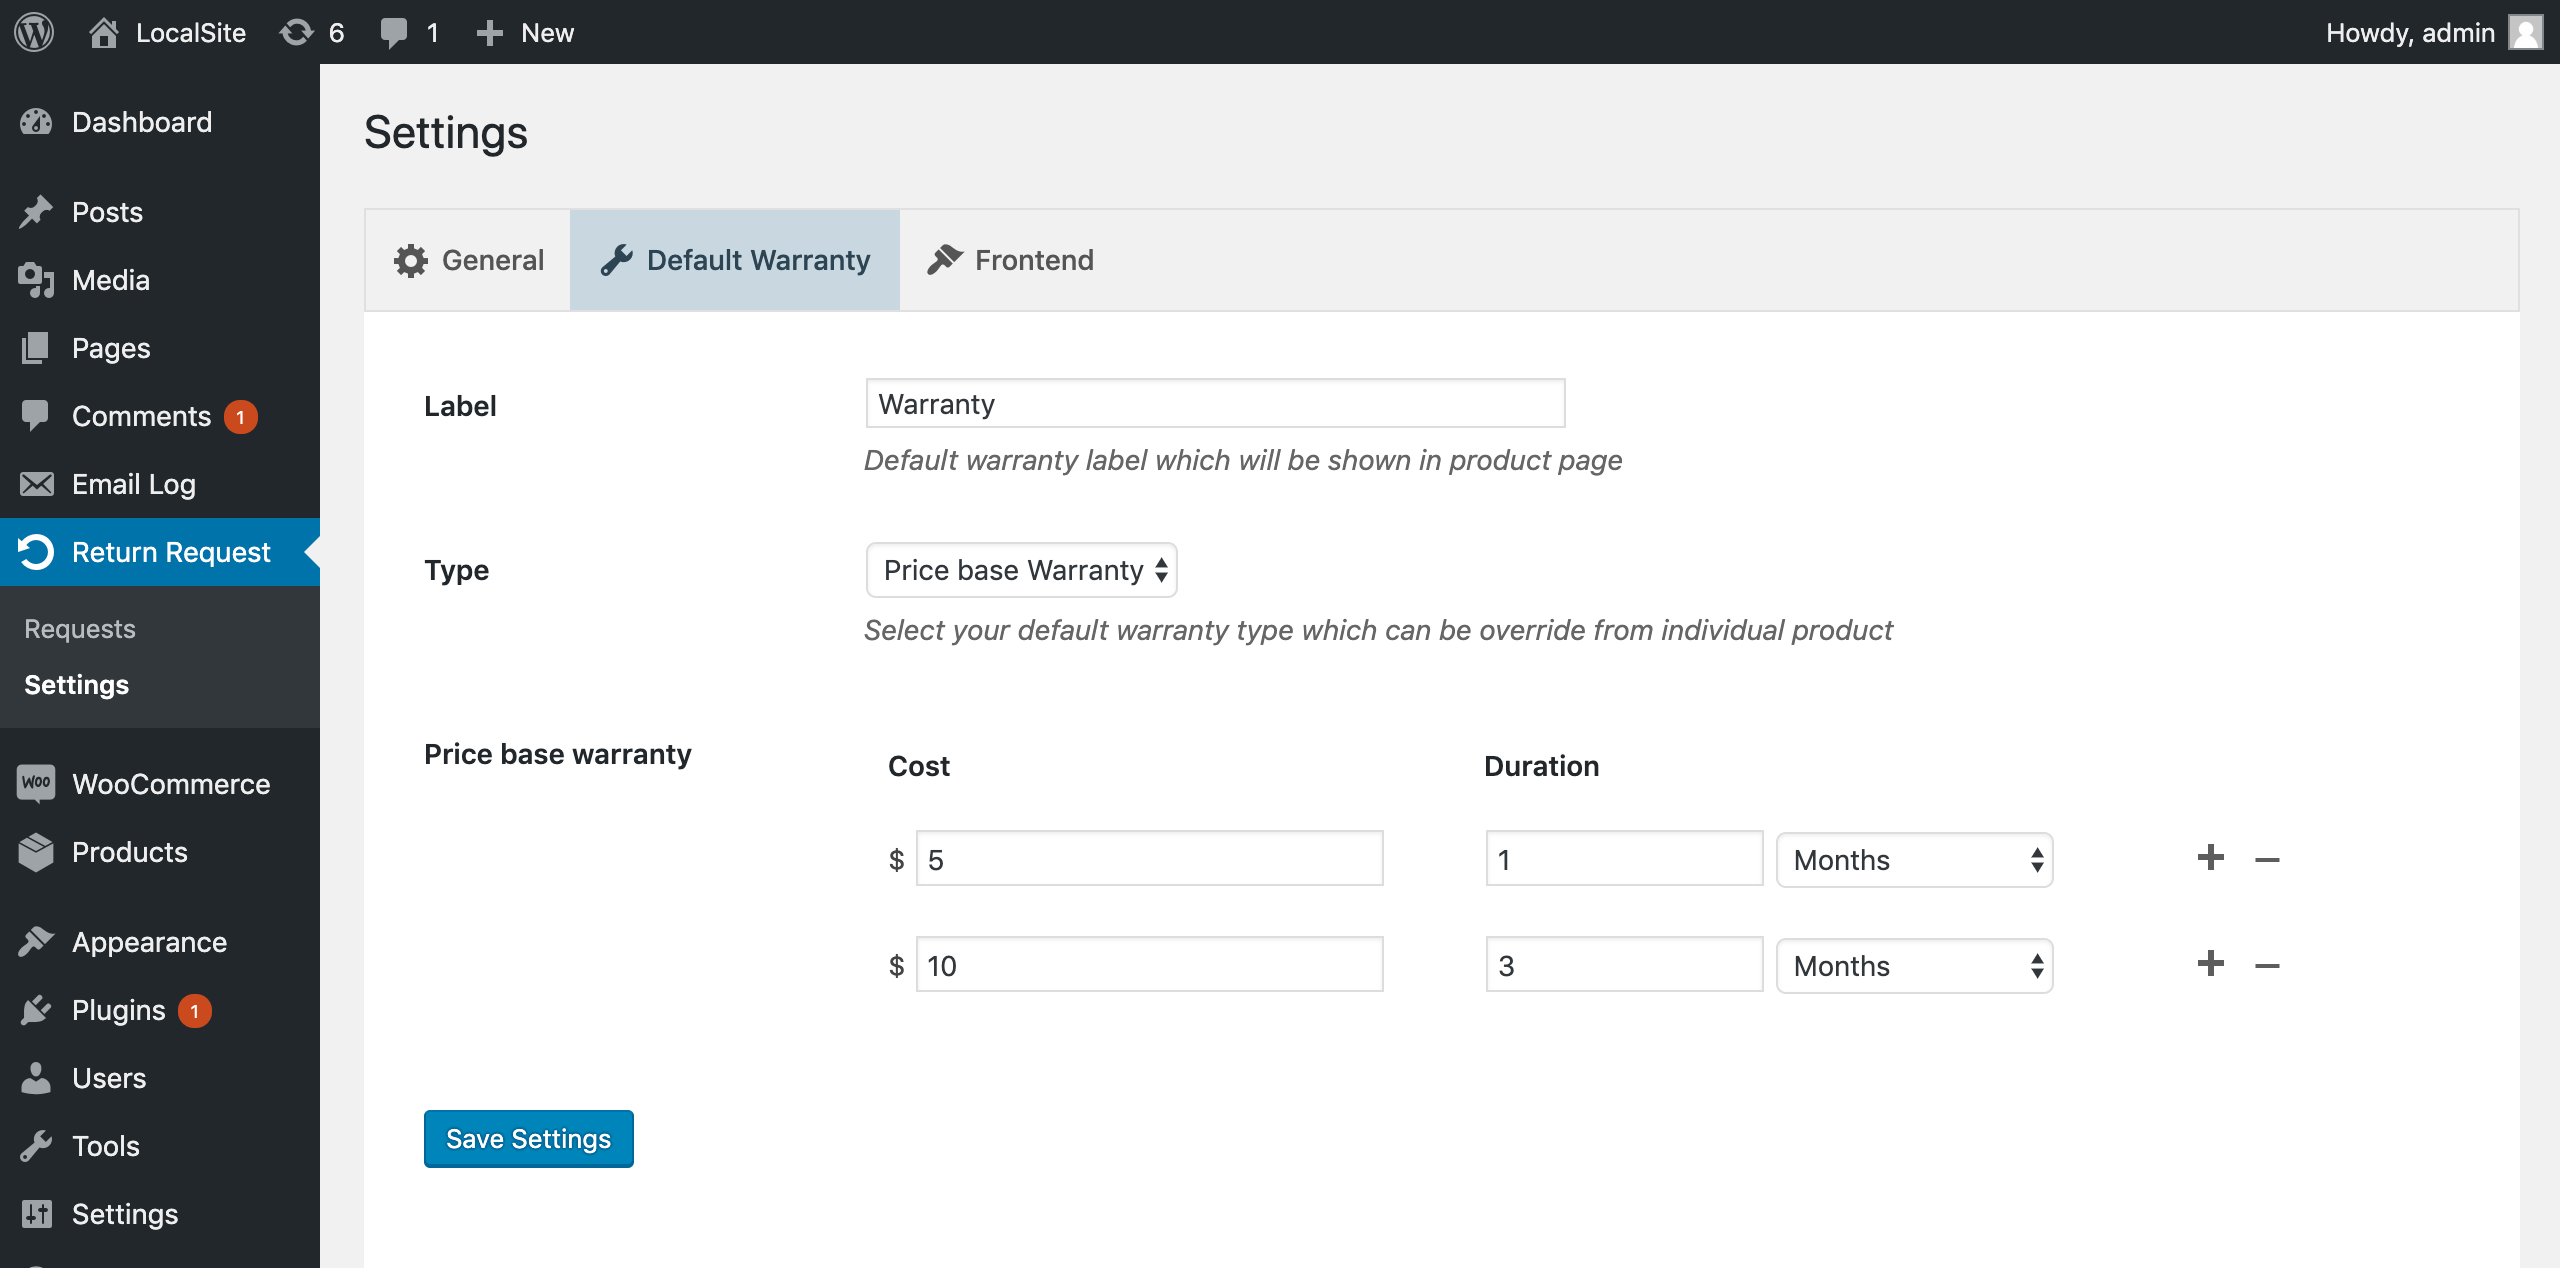 LocalSite 6 1 New Howdy, admin
Dashboard
Posts
Media
Pages
Comments 1
Email Log
Return Request
Requests
Settings
WooCommerce
Products
Appearance
Plugins 1
Users
Tools
Settings
Settings
General Default Warranty Frontend
Label Warranty
Default warranty label which will be shown in product page
Type Price base Warranty
Select your default warranty type which can be override from individual product
Price base warranty Cost Duration
$ 5 1 Months + –
$ 10 3 Months + –
Save Settings